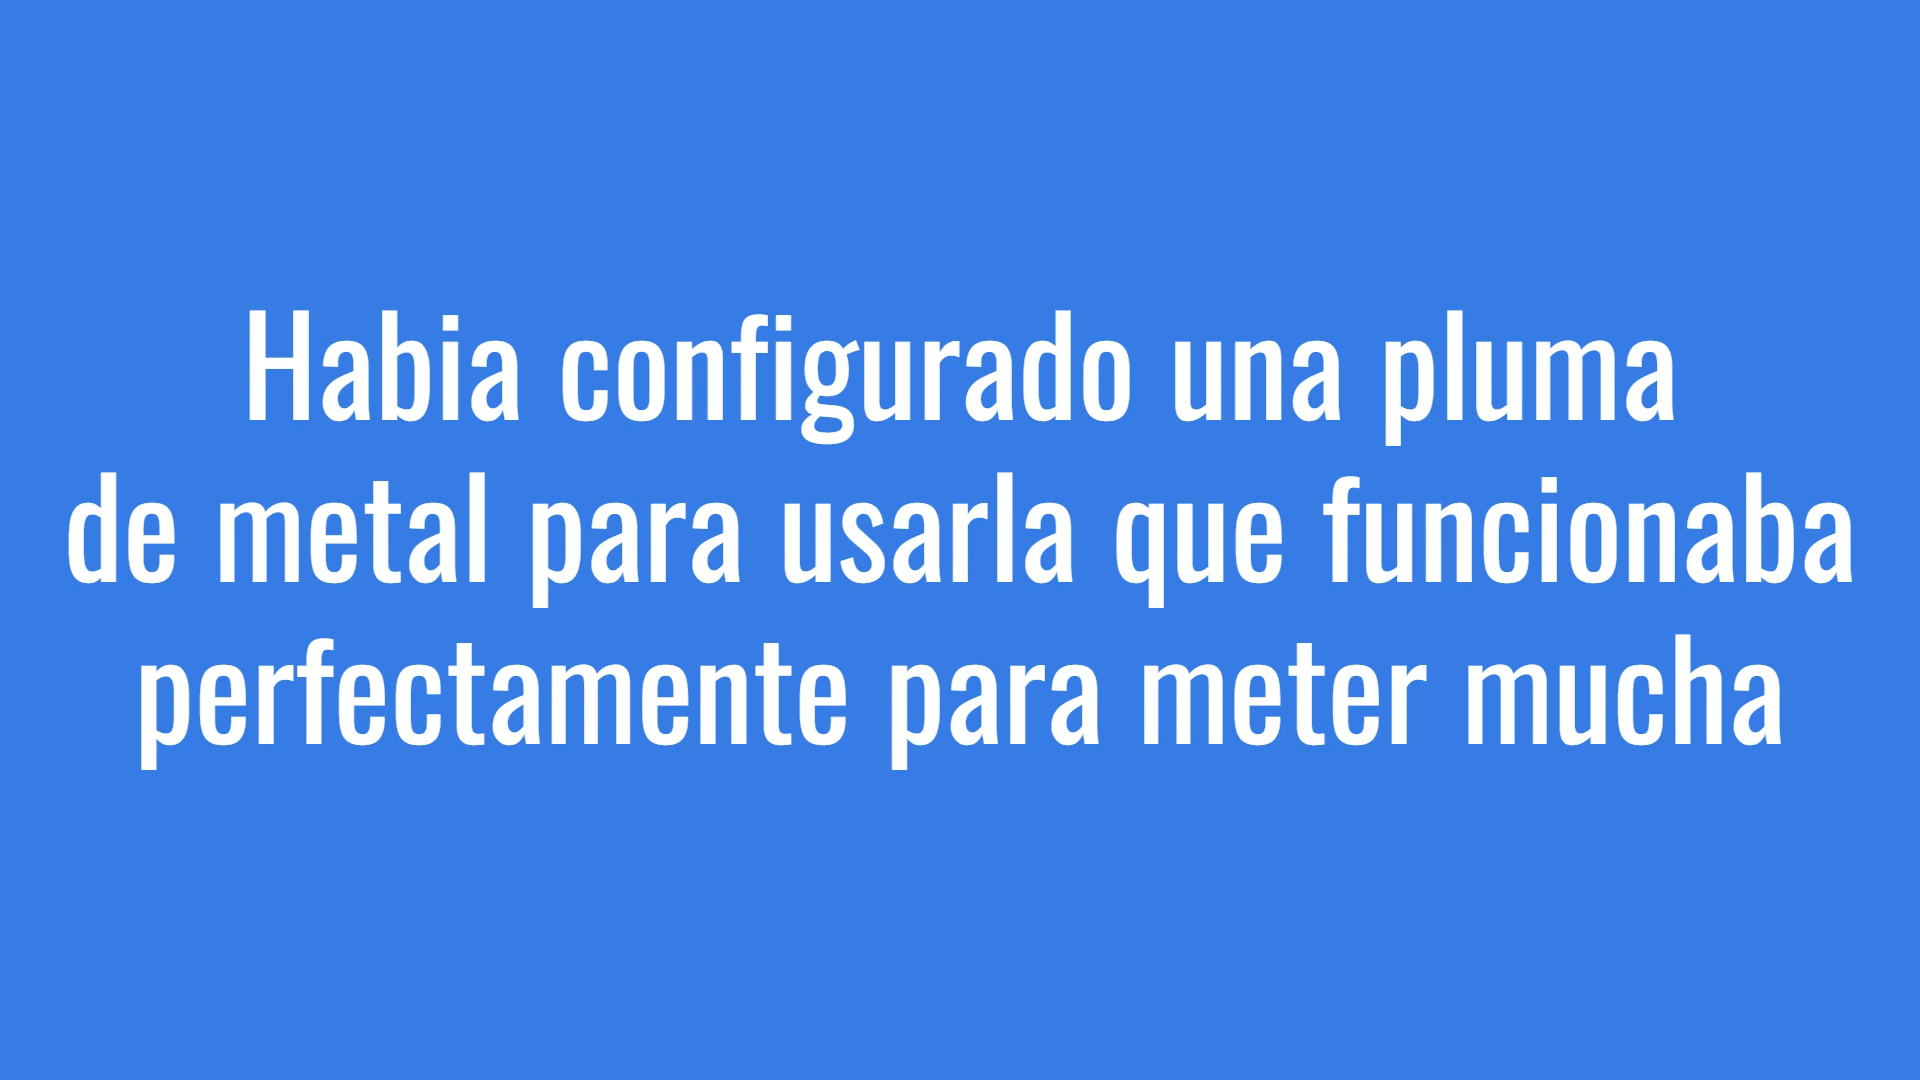 Habia configurado una pluma
de metal para usarla que funcionaba
perfectamente para meter mucha